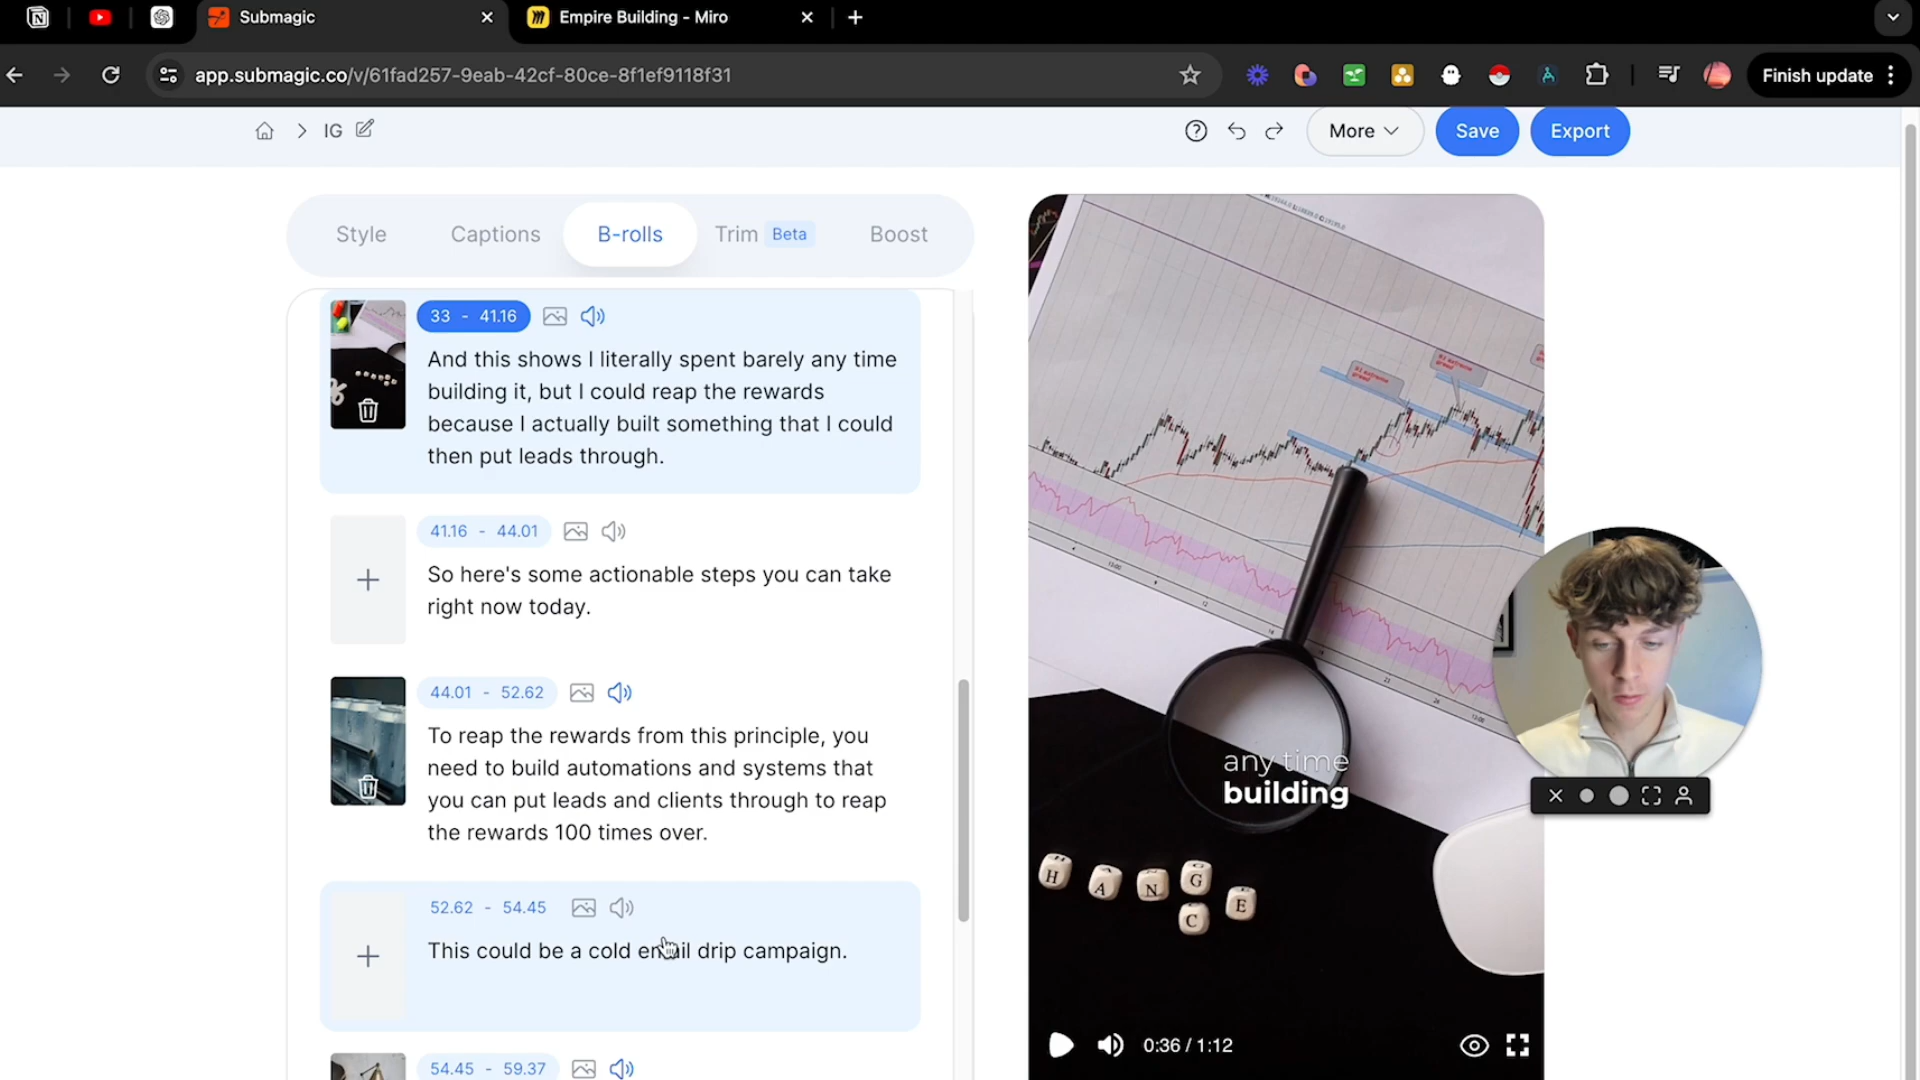 Submagic
Empire Building - Miro
app.submagic.co/v/61fad257-9eab-42cf-80ce-8f1ef9118f31
Finish update
IG
More
Save
Export
Style
Captions
B-rolls
Trim
Beta
Boost
33 - 41.16
And this shows I literally spent barely any time
building it, but I could reap the rewards
because I actually built something that I could
then put leads through.
41.16 - 44.01
So here's some actionable steps you can take
right now today.
44.01 - 52.62
To reap the rewards from this principle, you
need to build automations and systems that
you can put leads and clients through to reap
the rewards 100 times over.
52.62 - 54.45
This could be a cold email drip campaign.
54.45 - 59.37
any time
building
H A N G E
C
0:36 / 1:12